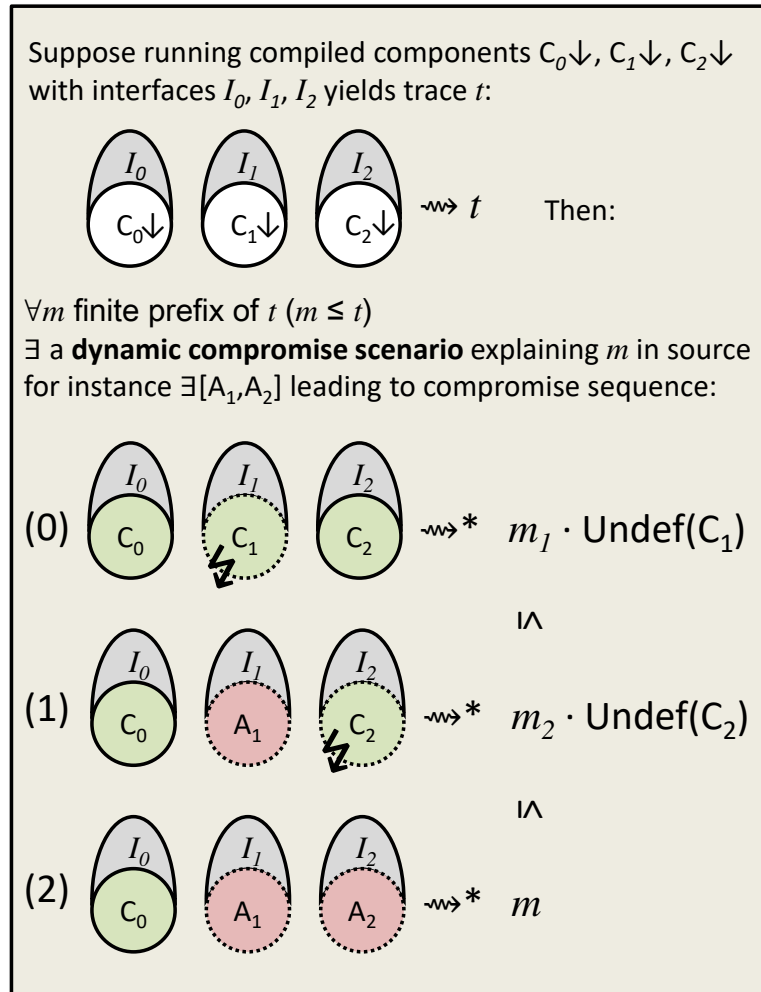 Suppose running compiled components C₀↓, C₁↓, C₂↓
with interfaces I₀, I₁, I₂ yields trace t:
I₀ I₁ I₂
C₀↓ C₁↓ C₂↓ ⇝ t Then:
∀m finite prefix of t (m ≤ t)
∃ a dynamic compromise scenario explaining m in source
for instance ∃[A₁,A₂] leading to compromise sequence:
I₀ I₁ I₂
(0) C₀ C₁ C₂ ⇝* m₁ · Undef(C₁)
≤
I₀ I₁ I₂
(1) C₀ A₁ C₂ ⇝* m₂ · Undef(C₂)
≤
I₀ I₁ I₂
(2) C₀ A₁ A₂ ⇝* m